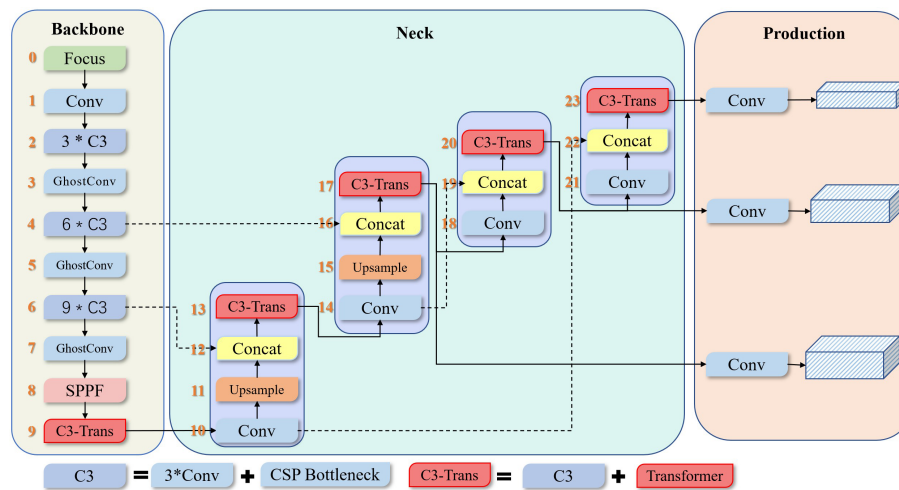 Backbone
0 Focus
1 Conv
2 3 * C3
3 GhostConv
4 6 * C3
5 GhostConv
6 9 * C3
7 GhostConv
8 SPPF
9 C3-Trans
Neck
13 C3-Trans
12 Concat
11 Upsample
10 Conv
17 C3-Trans
16 Concat
15 Upsample
14 Conv
20 C3-Trans
19 Concat
18 Conv
23 C3-Trans
22 Concat
21 Conv
Production
Conv
Conv
Conv
C3 = 3*Conv + CSP Bottleneck C3-Trans = C3 + Transformer